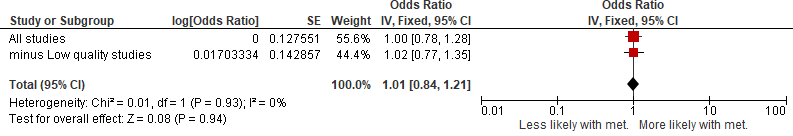 Odds Ratio Odds Ratio
Study or Subgroup log[Odds Ratio] SE Weight IV, Fixed, 95% CI IV, Fixed, 95% CI
All studies 0 0.127551 55.6% 1.00 [0.78, 1.28]
minus Low quality studies 0.01703334 0.142857 44.4% 1.02 [0.77, 1.35]
Total (95% CI) 100.0% 1.01 [0.84, 1.21]
Heterogeneity: Chi² = 0.01, df = 1 (P = 0.93); I² = 0%
Test for overall effect: Z = 0.08 (P = 0.94)
0.01 0.1 1 10 100
Less likely with met. More likely with met.